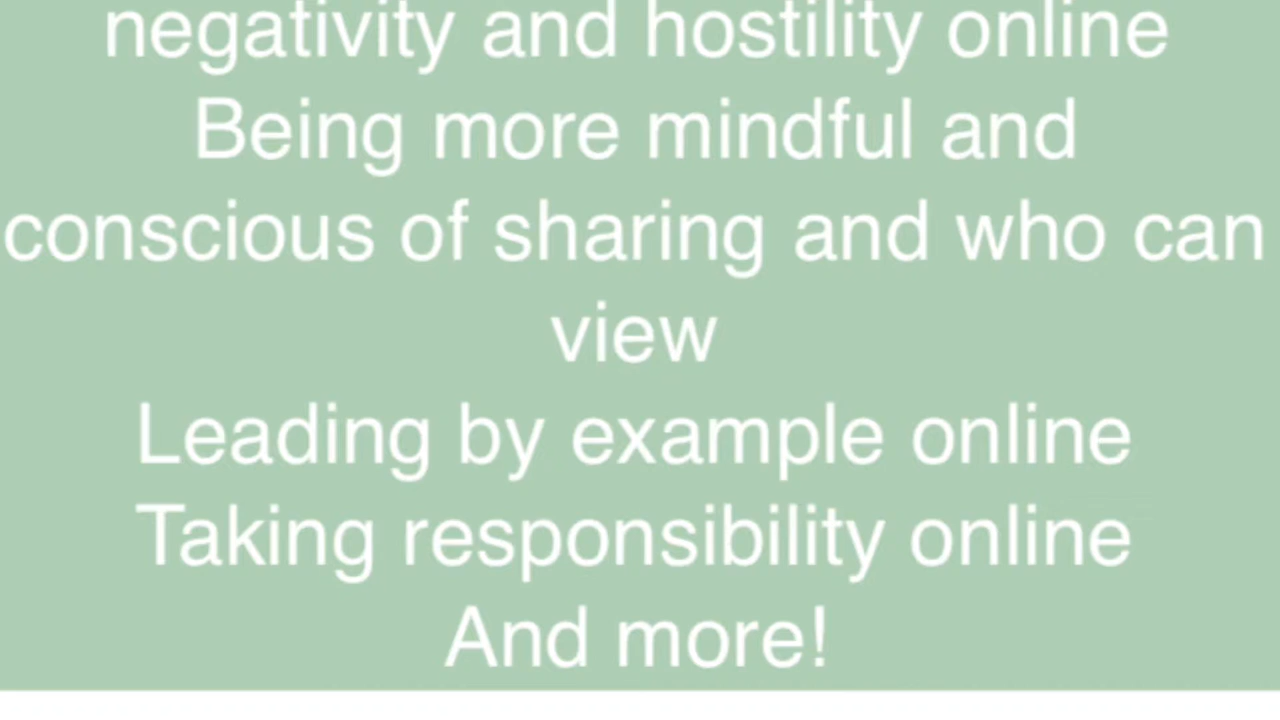 negativity and hostility online
Being more mindful and
conscious of sharing and who can
view
Leading by example online
Taking responsibility online
And more!